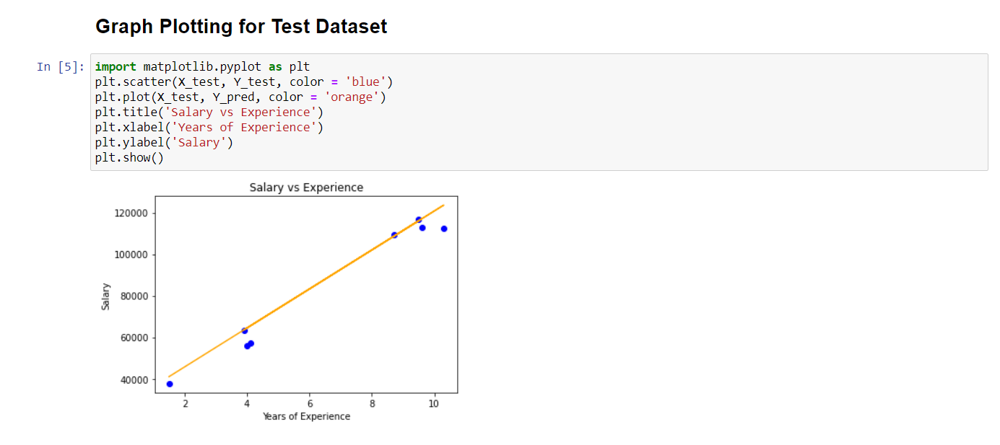 Graph Plotting for Test Dataset
In [5]:
import matplotlib.pyplot as plt
plt.scatter(X_test, Y_test, color = 'blue')
plt.plot(X_test, Y_pred, color = 'orange')
plt.title('Salary vs Experience')
plt.xlabel('Years of Experience')
plt.ylabel('Salary')
plt.show()
Salary vs Experience
120000
100000
80000
60000
40000
Salary
2 4 6 8 10
Years of Experience